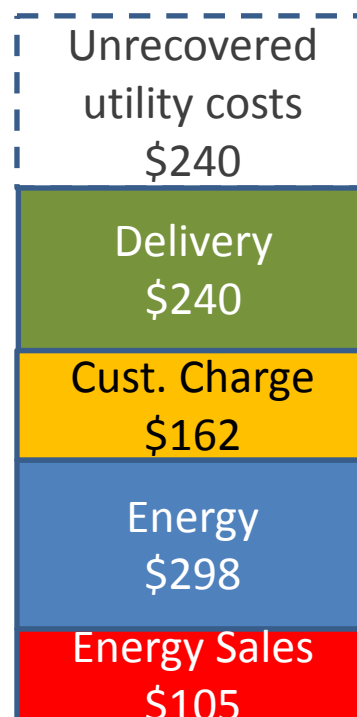 Unrecovered
utility costs
$240
Delivery
$240
Cust. Charge
$162
Energy
$298
Energy Sales
$105